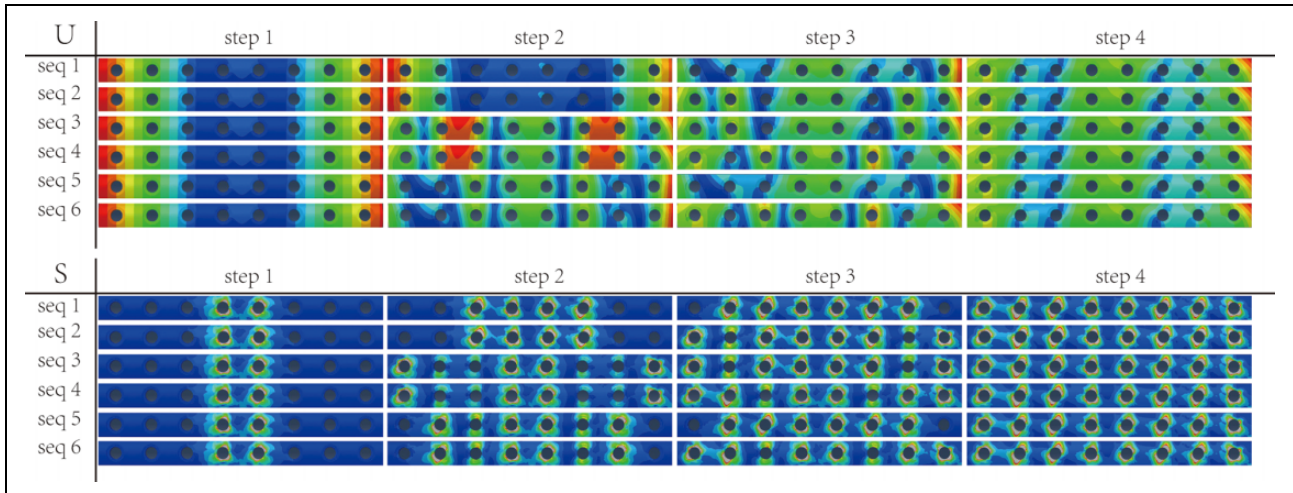 U step 1 step 2 step 3 step 4
seq 1
seq 2
seq 3
seq 4
seq 5
seq 6
S step 1 step 2 step 3 step 4
seq 1
seq 2
seq 3
seq 4
seq 5
seq 6